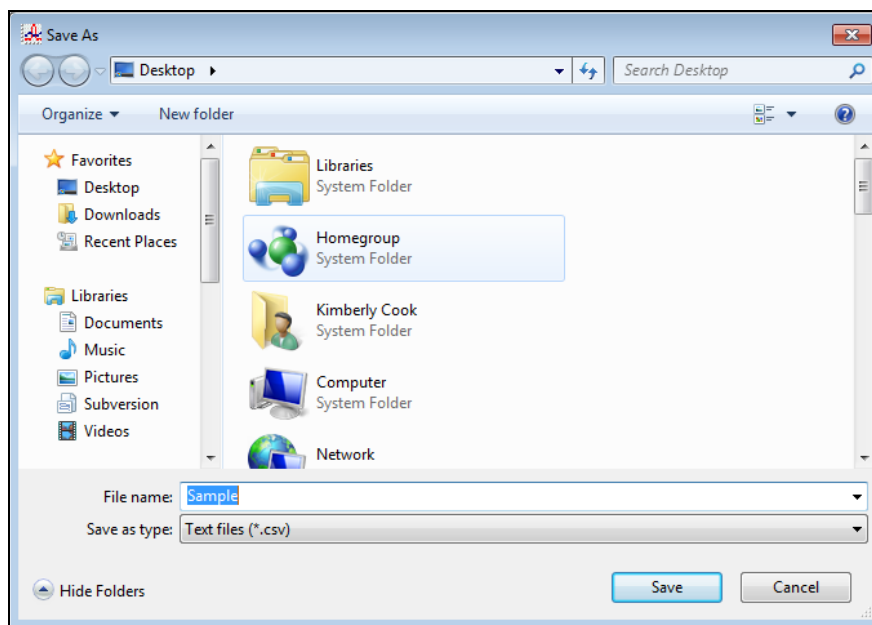 Save As
Desktop
Search Desktop
Organize
New folder
Favorites
Desktop
Downloads
Recent Places
Libraries
Documents
Music
Pictures
Subversion
Videos
Libraries
System Folder
Homegroup
System Folder
Kimberly Cook
System Folder
Computer
System Folder
Network
File name: Sample
Save as type: Text files (*.csv)
Hide Folders
Save
Cancel